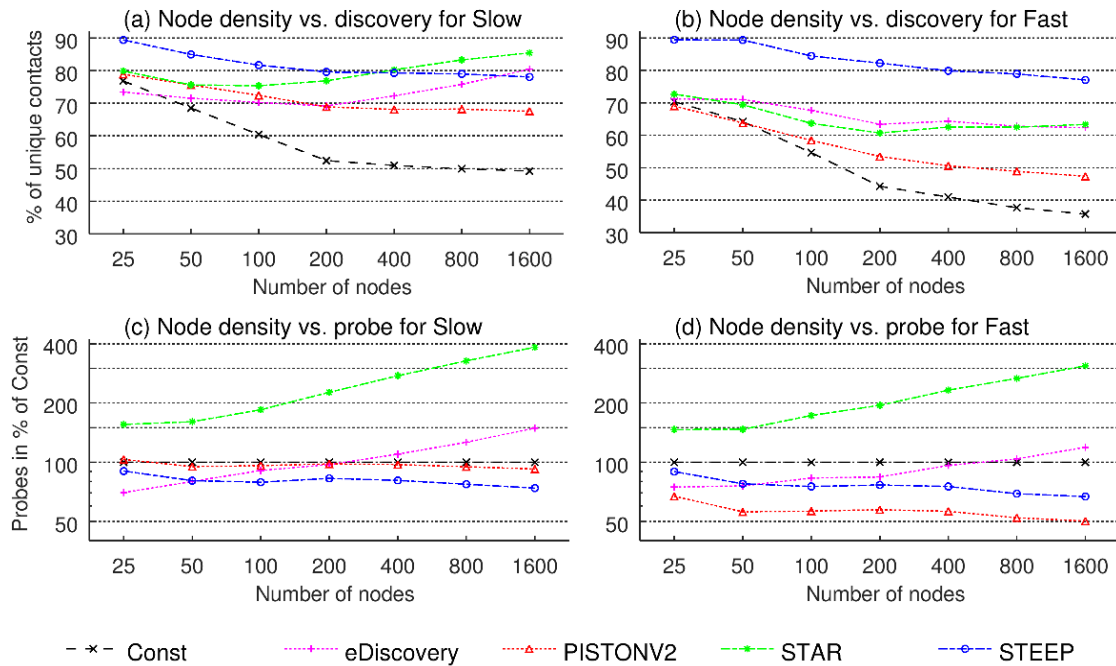 (a) Node density vs. discovery for Slow
% of unique contacts
90
80
70
60
50
40
30
25 50 100 200 400 800 1600
Number of nodes
(b) Node density vs. discovery for Fast
90
80
70
60
50
40
30
25 50 100 200 400 800 1600
Number of nodes
(c) Node density vs. probe for Slow
Probes in % of Const
400
200
100
50
25 50 100 200 400 800 1600
Number of nodes
(d) Node density vs. probe for Fast
400
200
100
50
25 50 100 200 400 800 1600
Number of nodes
Const eDiscovery PISTONV2 STAR STEEP